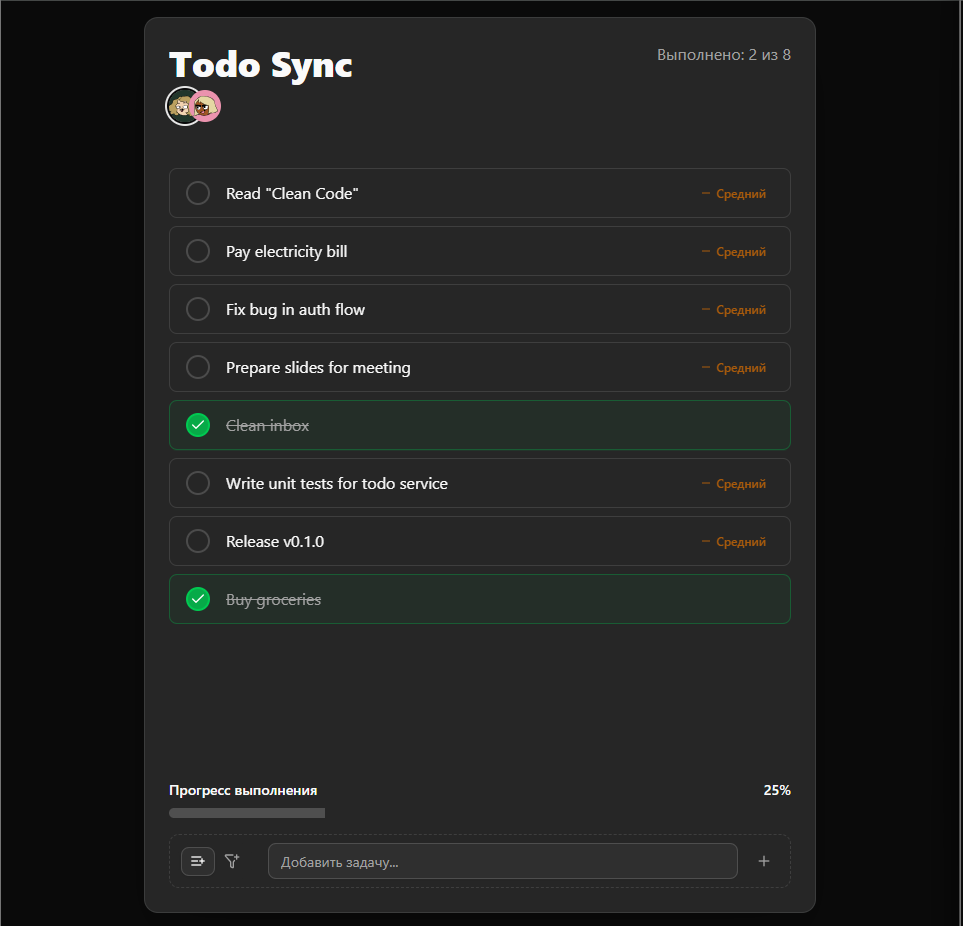 Todo Sync
Выполнено: 2 из 8
Read "Clean Code"
Средний
Pay electricity bill
Средний
Fix bug in auth flow
Средний
Prepare slides for meeting
Средний
Clean inbox
Write unit tests for todo service
Средний
Release v0.1.0
Средний
Buy groceries
Прогресс выполнения
25%
Добавить задачу...